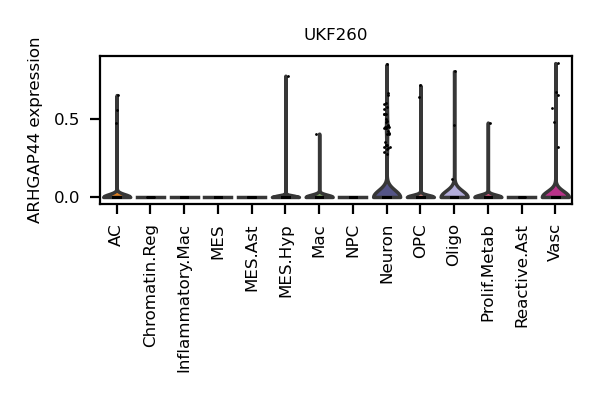 UKF260
ARHGAP44 expression
0.5
0.0
AC
Chromatin.Reg
Inflammatory.Mac
MES
MES.Ast
MES.Hyp
Mac
NPC
Neuron
OPC
Oligo
Prolif.Metab
Reactive.Ast
Vasc